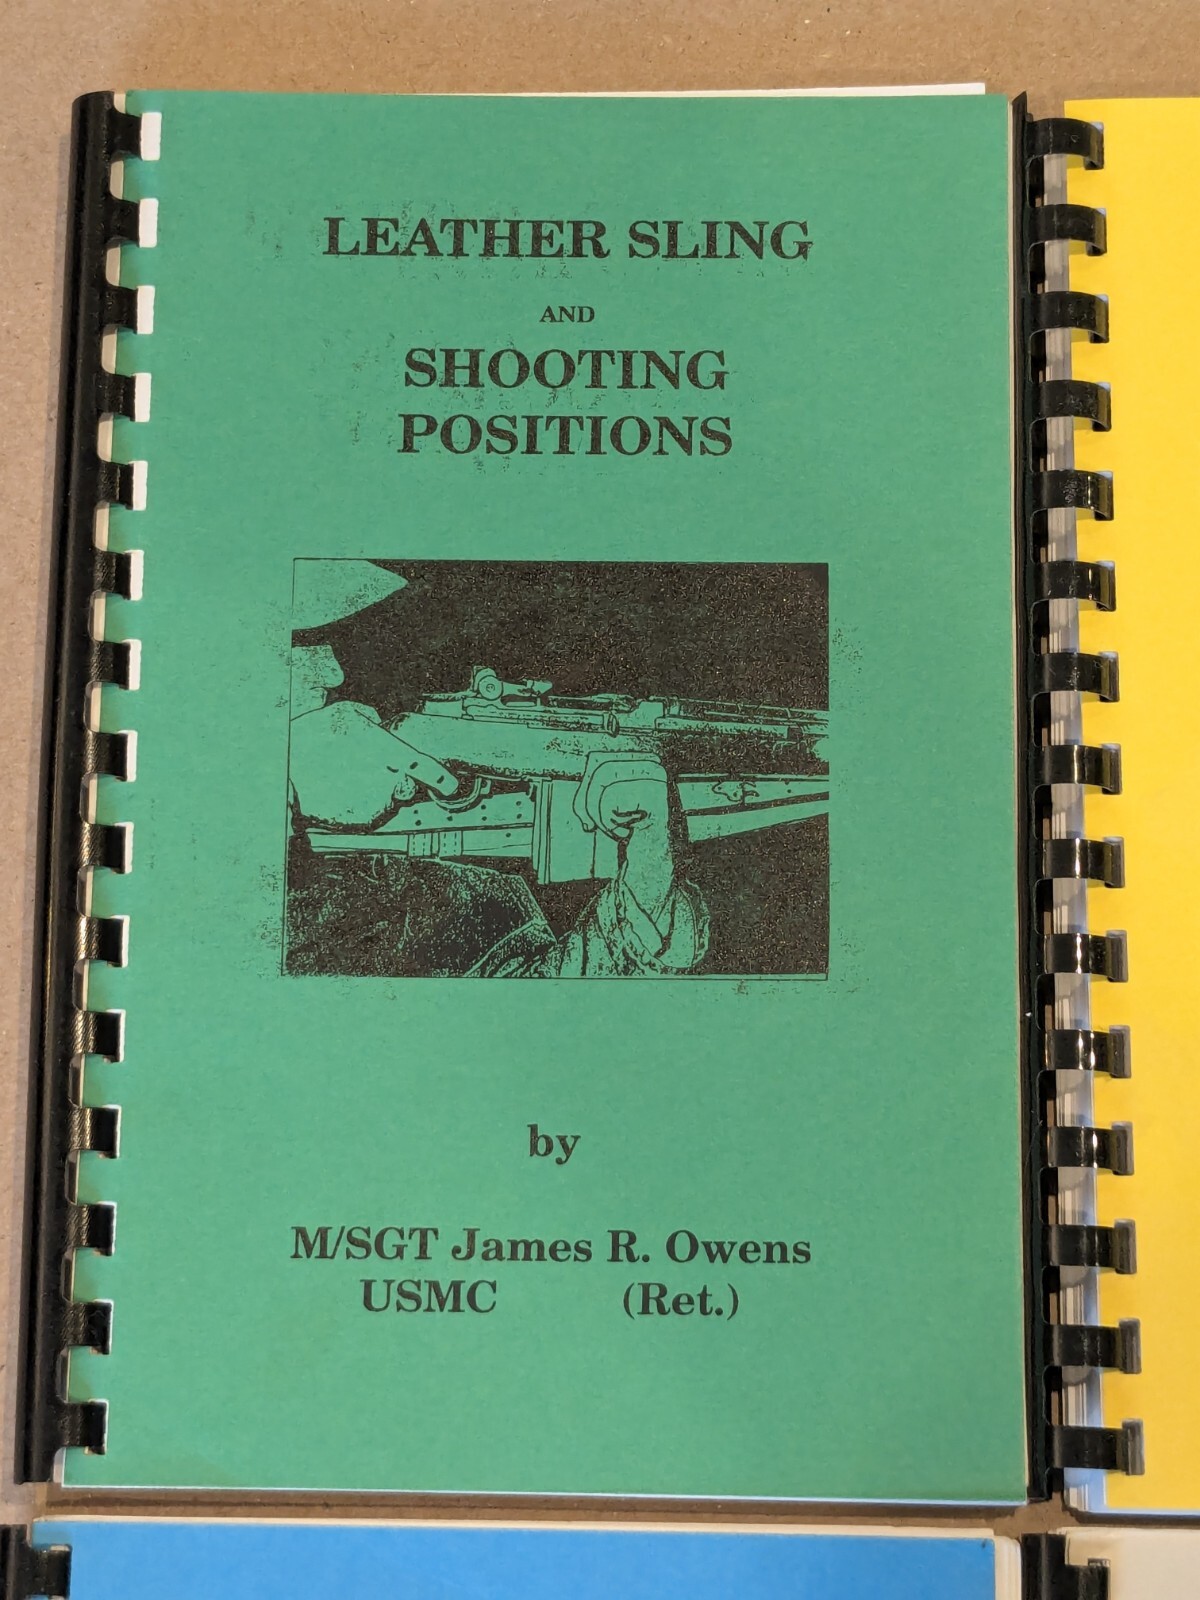 LEATHER SLING
AND
SHOOTING
POSITIONS
by
M/SGT James R. Owens
USMC (Ret.)